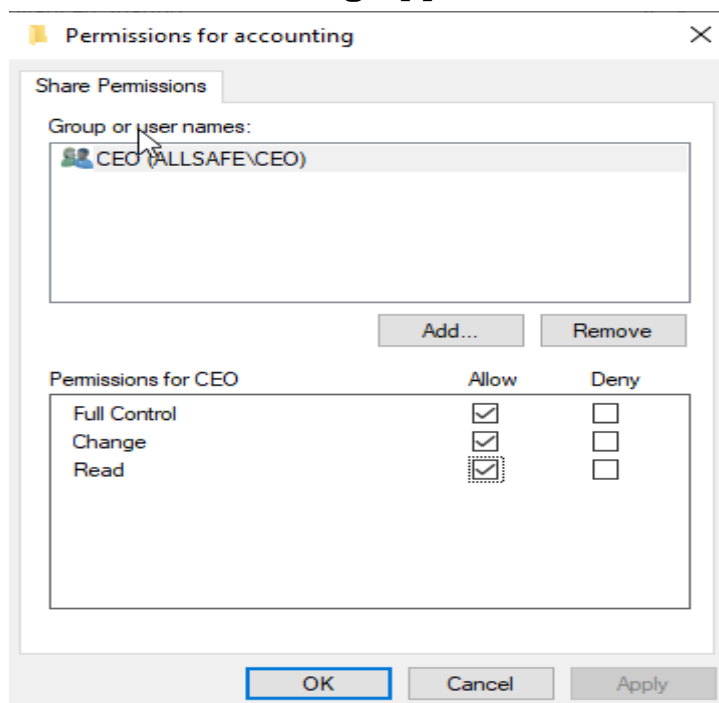 Permissions for accounting
Share Permissions
Group or user names:
CEO (ALLSAFE\CEO)
Add...
Remove
Permissions for CEO Allow Deny
Full Control
Change
Read
OK Cancel Apply